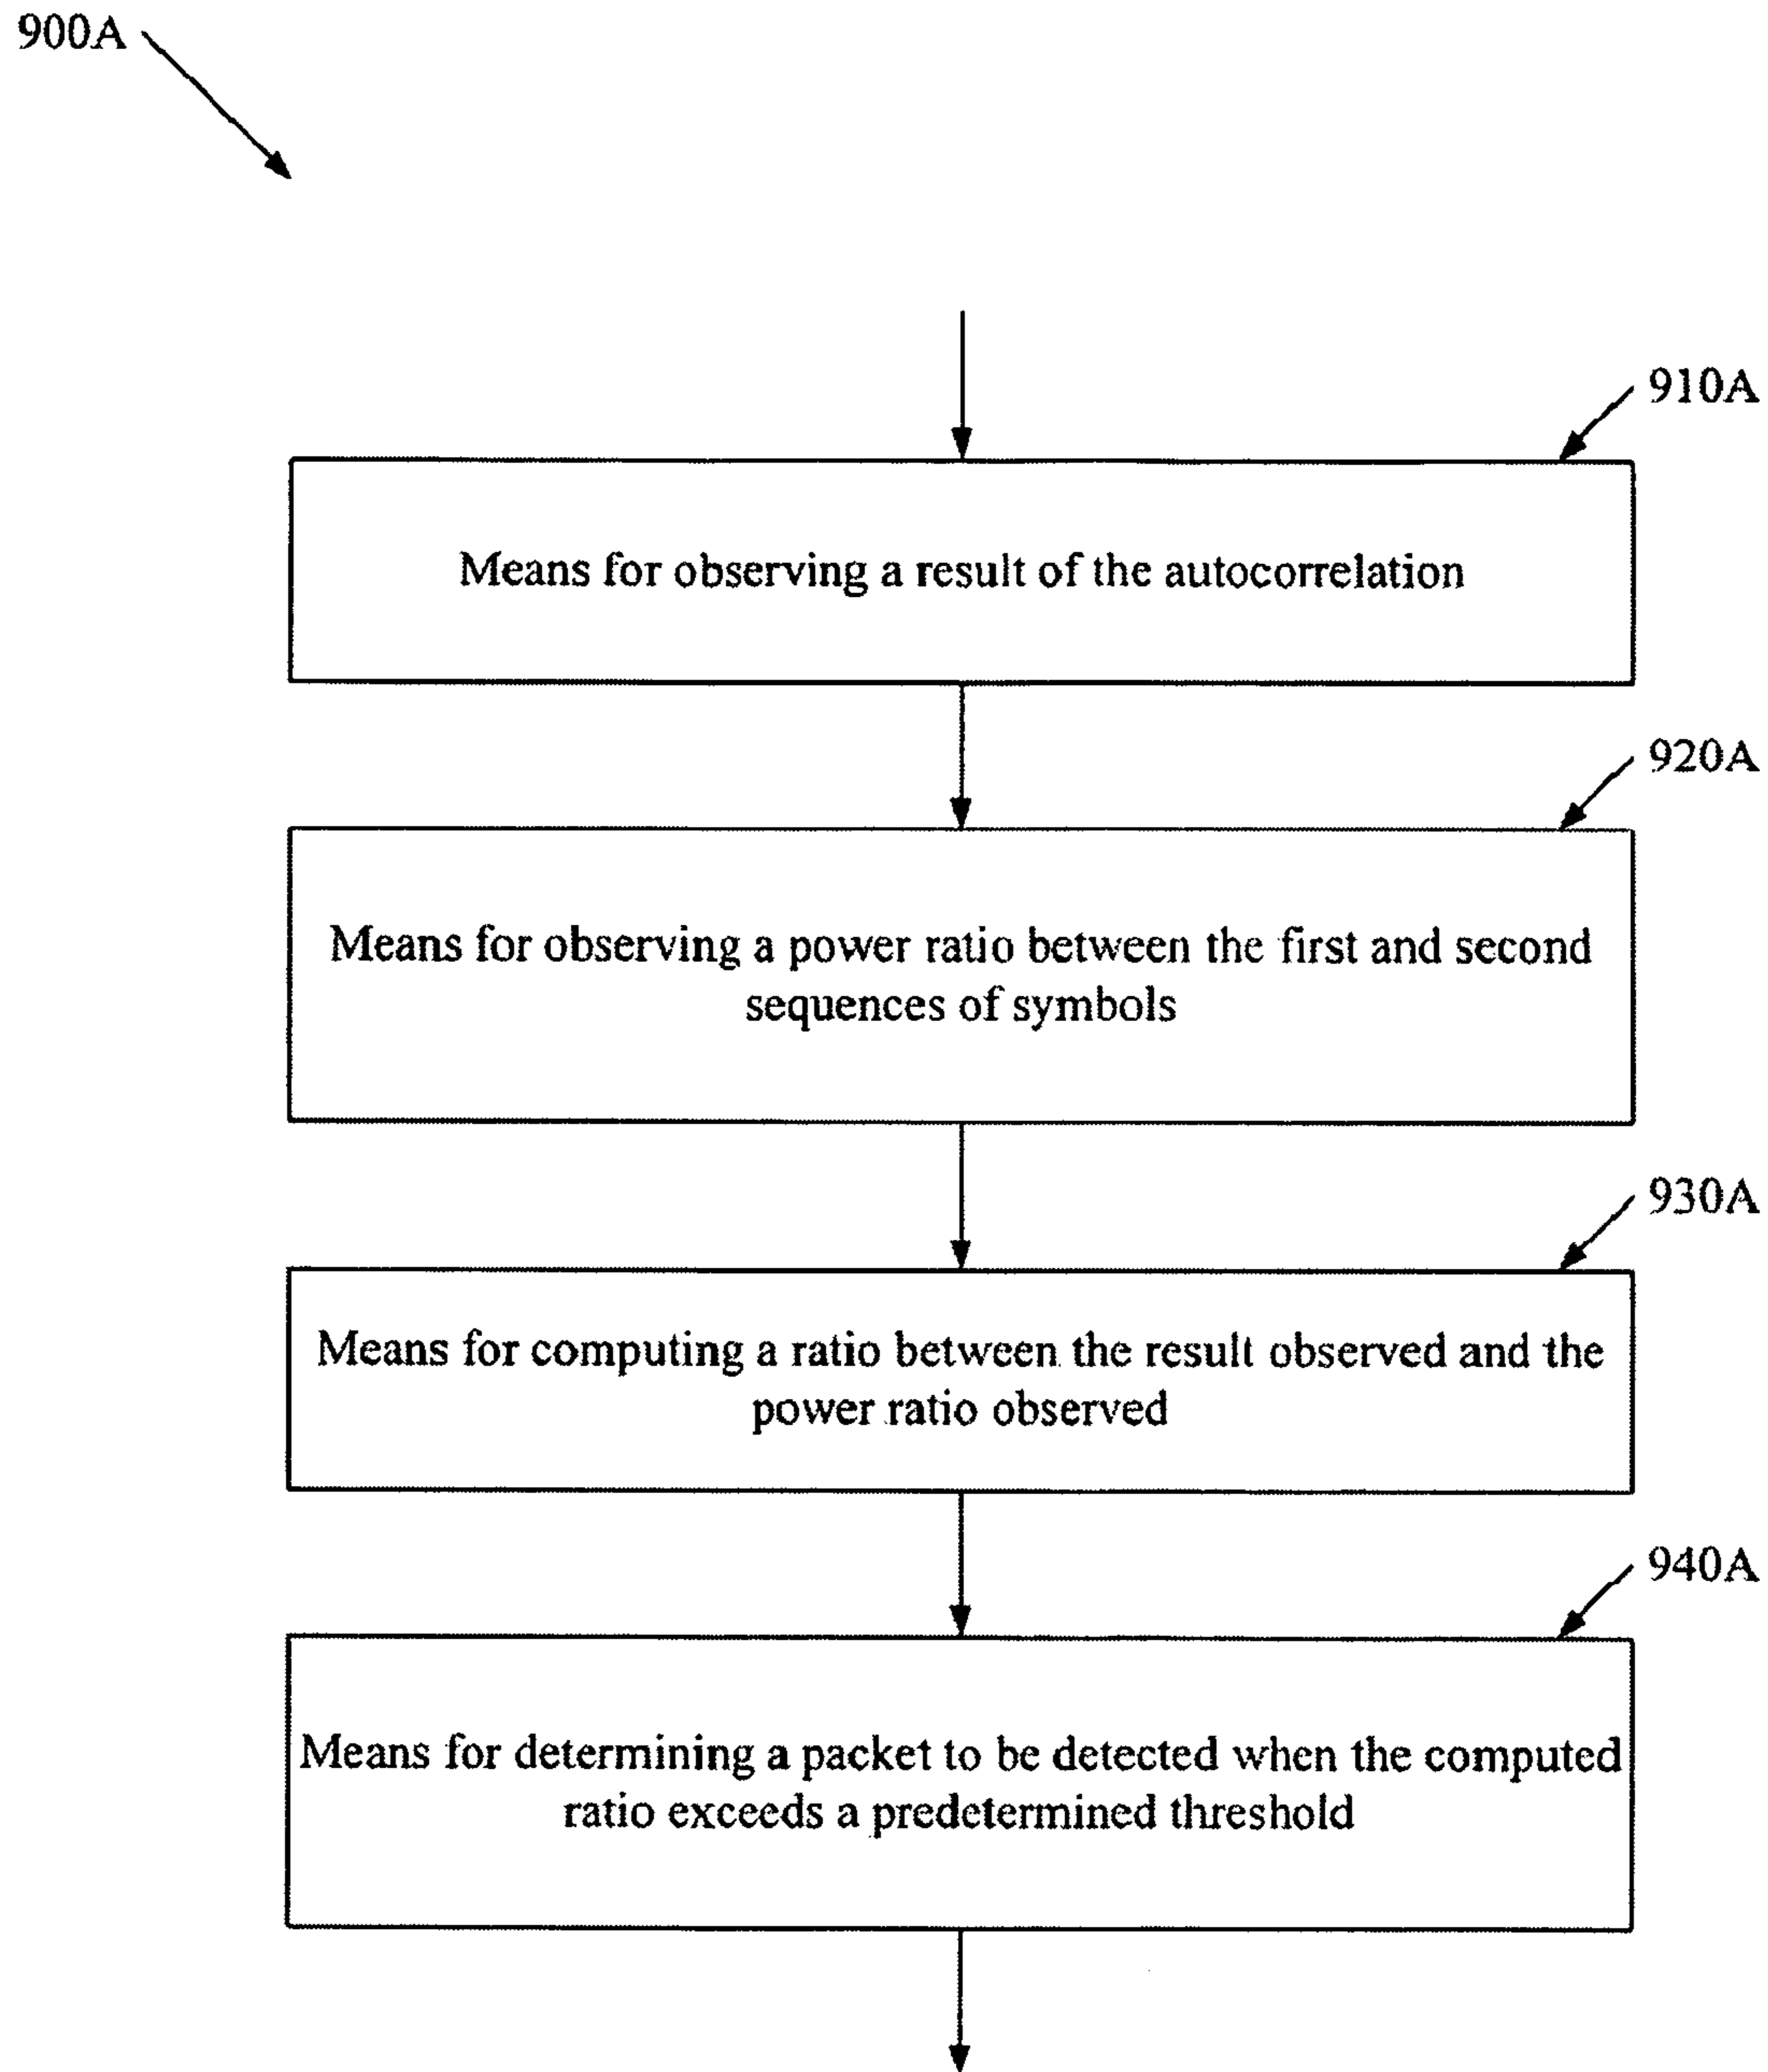 900A
910A
Means for observing a result of the autocorrelation
920A
Means for observing a power ratio between the first and second
sequences of symbols
930A
Means for computing a ratio between the result observed and the
power ratio observed
940A
Means for determining a packet to be detected when the computed
ratio exceeds a predetermined threshold